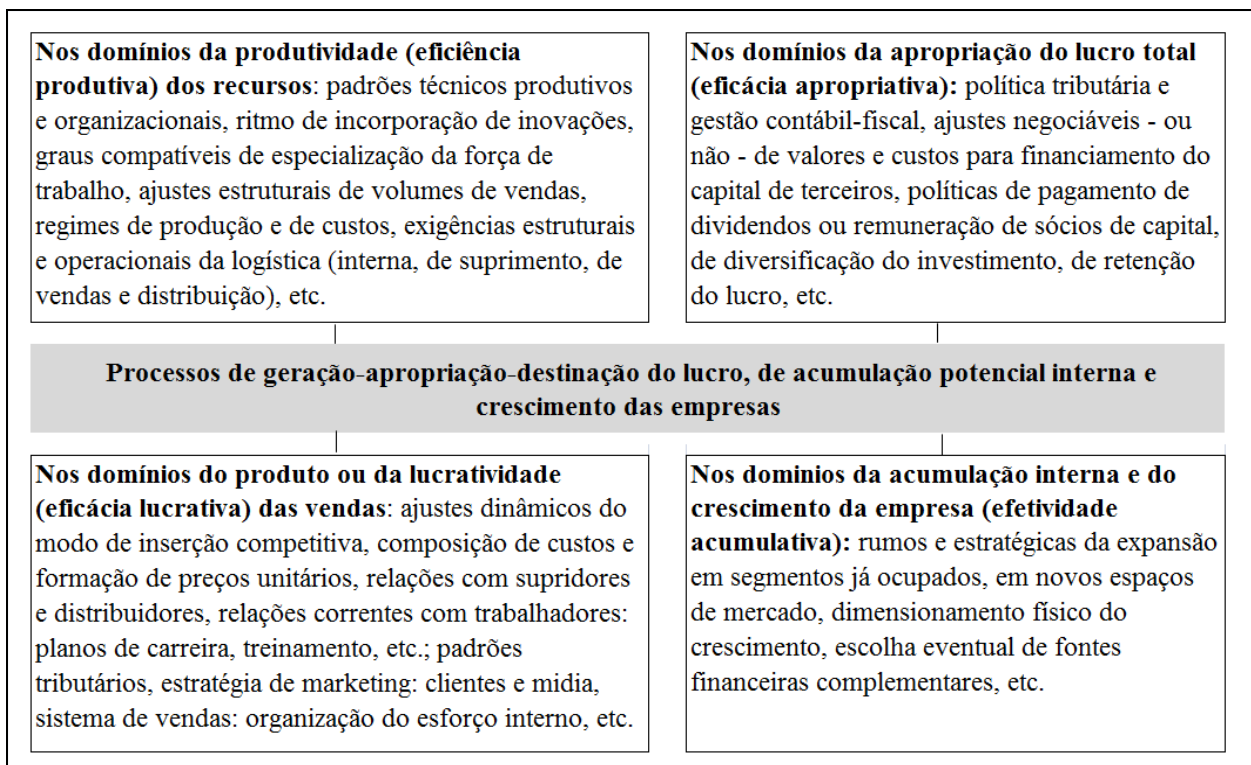 Nos domínios da produtividade (eficiência
produtiva) dos recursos: padrões técnicos produtivos
e organizacionais, ritmo de incorporação de inovações,
graus compatíveis de especialização da força de
trabalho, ajustes estruturais de volumes de vendas,
regimes de produção e de custos, exigências estruturais
e operacionais da logística (interna, de suprimento, de
vendas e distribuição), etc.
Nos domínios da apropriação do lucro total
(eficácia apropriativa): política tributária e
gestão contábil-fiscal, ajustes negociáveis - ou
não - de valores e custos para financiamento do
capital de terceiros, políticas de pagamento de
dividendos ou remuneração de sócios de capital,
de diversificação do investimento, de retenção
do lucro, etc.
Processos de geração-apropriação-destinação do lucro, de acumulação potencial interna e
crescimento das empresas
Nos domínios do produto ou da lucratividade
(eficácia lucrativa) das vendas: ajustes dinâmicos do
modo de inserção competitiva, composição de custos e
formação de preços unitários, relações com supridores
e distribuidores, relações correntes com trabalhadores:
planos de carreira, treinamento, etc.; padrões
tributários, estratégia de marketing: clientes e midia,
sistema de vendas: organização do esforço interno, etc.
Nos dominios da acumulação interna e do
crescimento da empresa (efetividade
acumulativa): rumos e estratégicas da expansão
em segmentos já ocupados, em novos espaços
de mercado, dimensionamento físico do
crescimento, escolha eventual de fontes
financeiras complementares, etc.